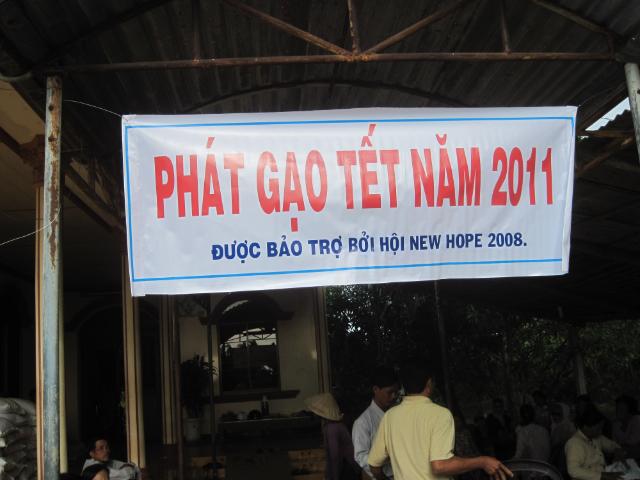 PHÁT GẠO TẾT NĂM 2011
ĐƯỢC BẢO TRỢ BỞI HỘI NEW HOPE 2008.